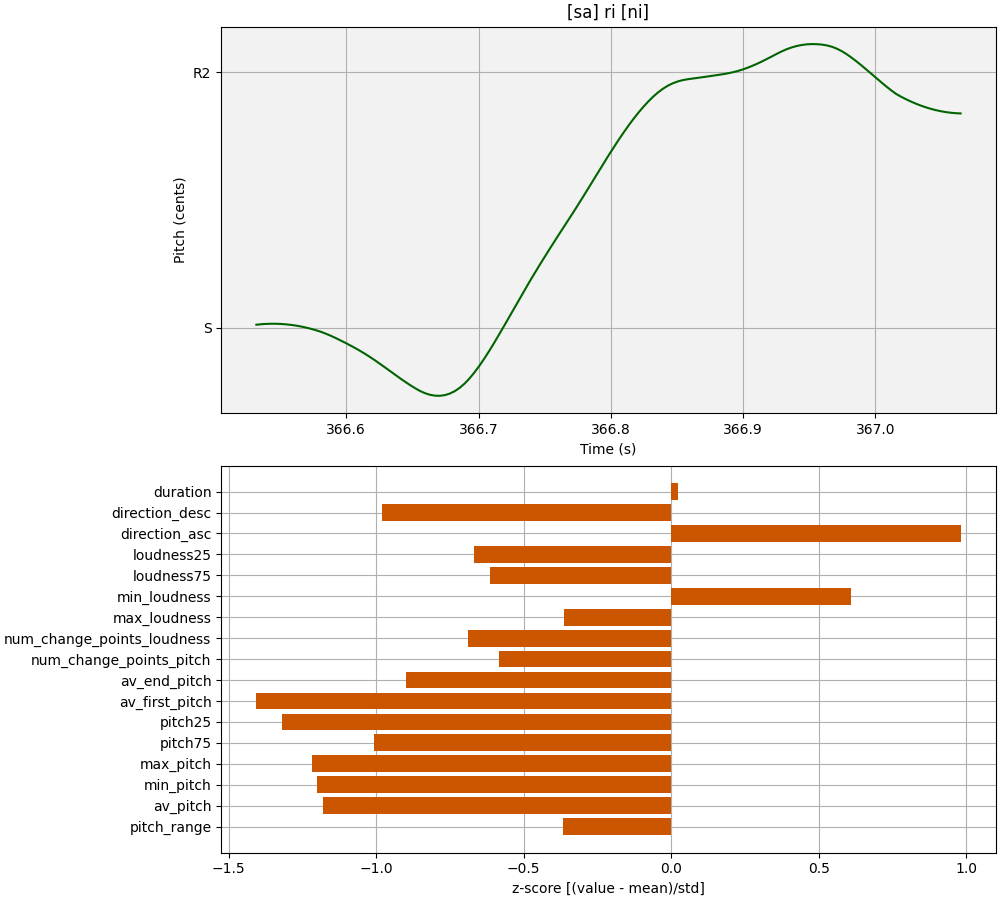 [sa] ri [ni]
R2
S
Pitch (cents)
366.6 366.7 366.8 366.9 367.0
Time (s)
duration
direction_desc
direction_asc
loudness25
loudness75
min_loudness
max_loudness
num_change_points_loudness
num_change_points_pitch
av_end_pitch
av_first_pitch
pitch25
pitch75
max_pitch
min_pitch
av_pitch
pitch_range
−1.5 −1.0 −0.5 0.0 0.5 1.0
z-score [(value - mean)/std]